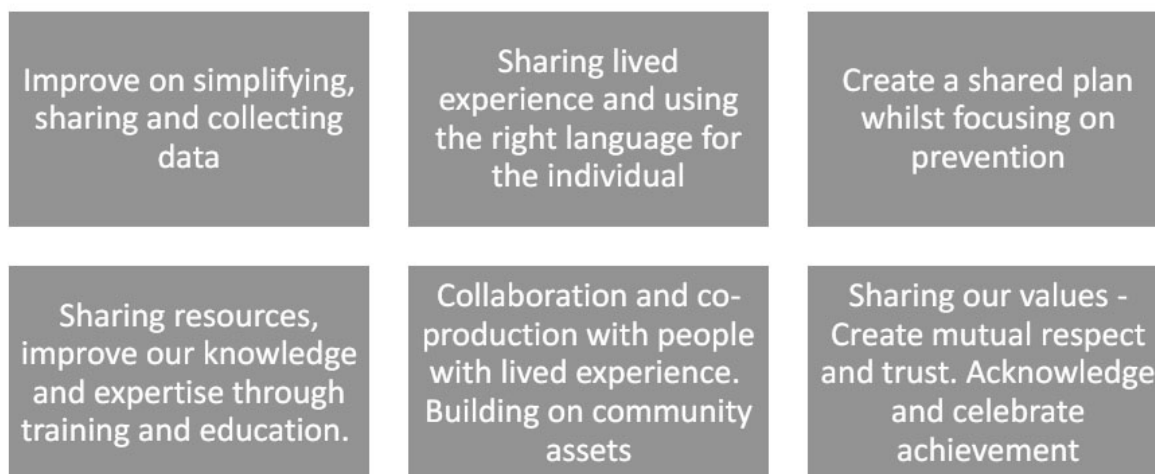 Improve on simplifying,
sharing and collecting
data
Sharing lived
experience and using
the right language for
the individual
Create a shared plan
whilst focusing on
prevention
Sharing resources,
improve our knowledge
and expertise through
training and education.
Collaboration and co-
production with people
with lived experience.
Building on community
assets
Sharing our values -
Create mutual respect
and trust. Acknowledge
and celebrate
achievement